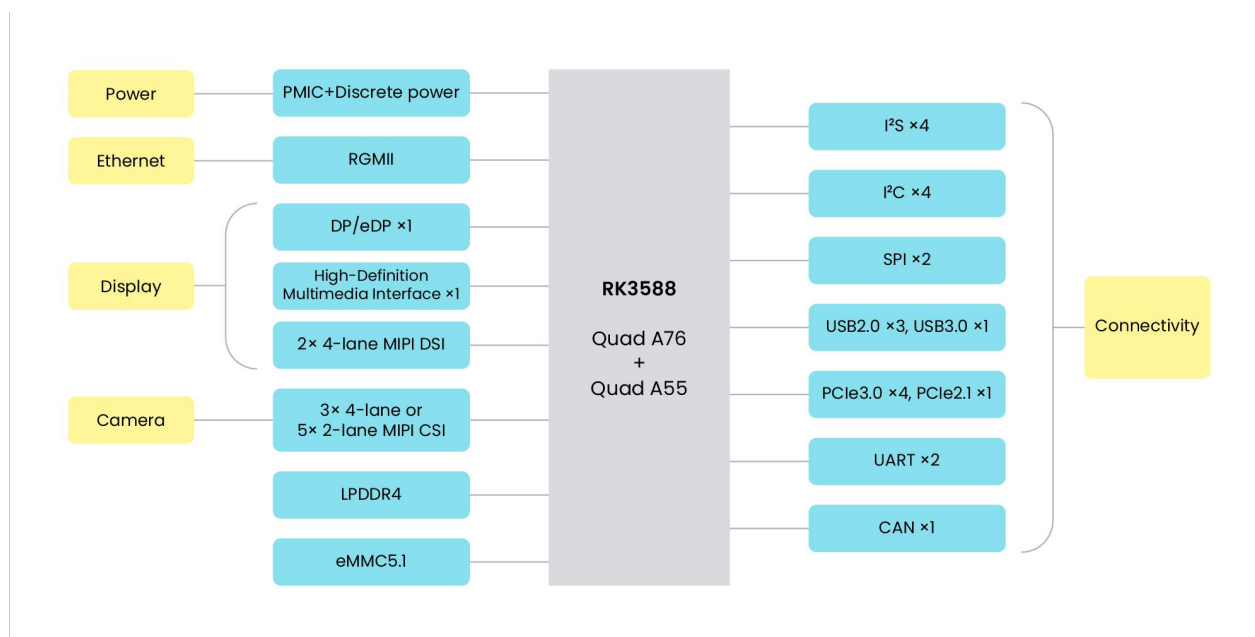 Power
PMIC+Discrete power
Ethernet
RGMII
Display
DP/eDP ×1
High-Definition
Multimedia Interface ×1
2× 4-lane MIPI DSI
Camera
3× 4-lane or
5× 2-lane MIPI CSI
LPDDR4
eMMC5.1
RK3588
Quad A76
+
Quad A55
I²S ×4
I²C ×4
SPI ×2
USB2.0 ×3, USB3.0 ×1
PCIe3.0 ×4, PCIe2.1 ×1
UART ×2
CAN ×1
Connectivity